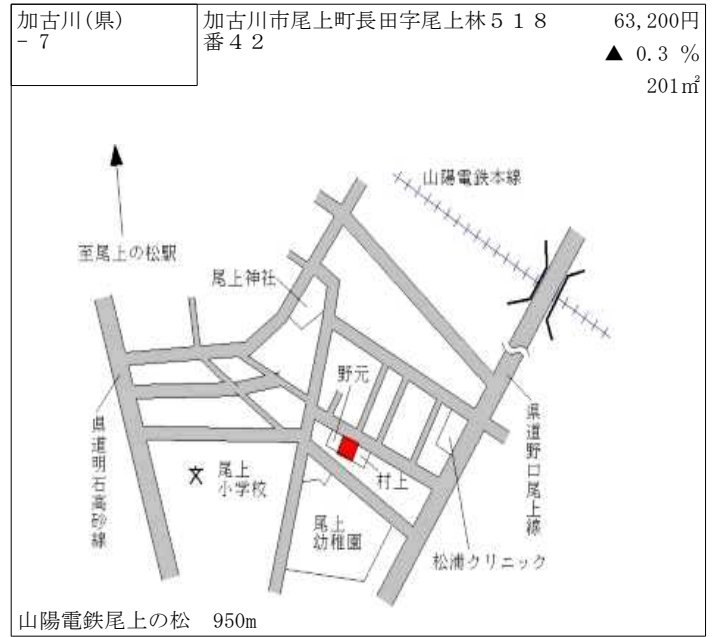 加古川(県)
－ 7
加古川市尾上町長田字尾上林５１８
番４２
63,200円
▲ 0.3 %
201㎡
山陽電鉄本線
至尾上の松駅
尾上神社
野元
県道明石高砂線
尾上
小学校
村上
県道野口尾上線
尾上
幼稚園
松浦クリニック
山陽電鉄尾上の松 950m